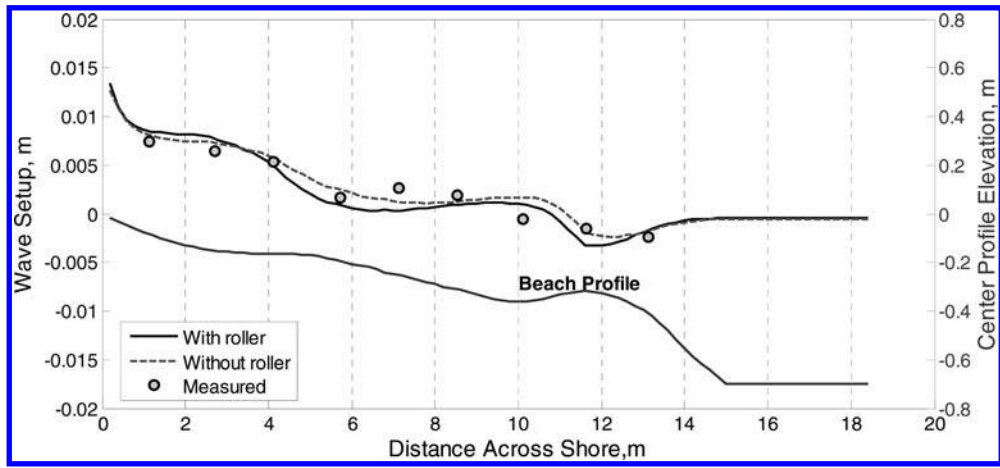 0.02
0.015
0.01
0.005
0
-0.005
-0.01
-0.015
-0.02
Wave Setup, m
0.8
0.6
0.4
0.2
0
-0.2
-0.4
-0.6
-0.8
Center Profile Elevation, m
Beach Profile
With roller
Without roller
Measured
0 2 4 6 8 10 12 14 16 18 20
Distance Across Shore,m